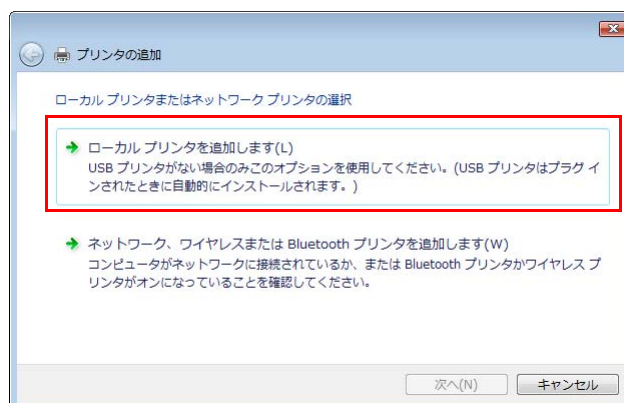 プリンタの追加
ローカル プリンタまたはネットワーク プリンタの選択
ローカル プリンタを追加します(L)
USB プリンタがない場合のみこのオプションを使用してください。(USB プリンタはプラグ イ
ンされたときに自動的にインストールされます。)
ネットワーク、ワイヤレスまたは Bluetooth プリンタを追加します(W)
コンピュータがネットワークに接続されているか、または Bluetooth プリンタかワイヤレス プ
リンタがオンになっていることを確認してください。
次へ(N)
キャンセル